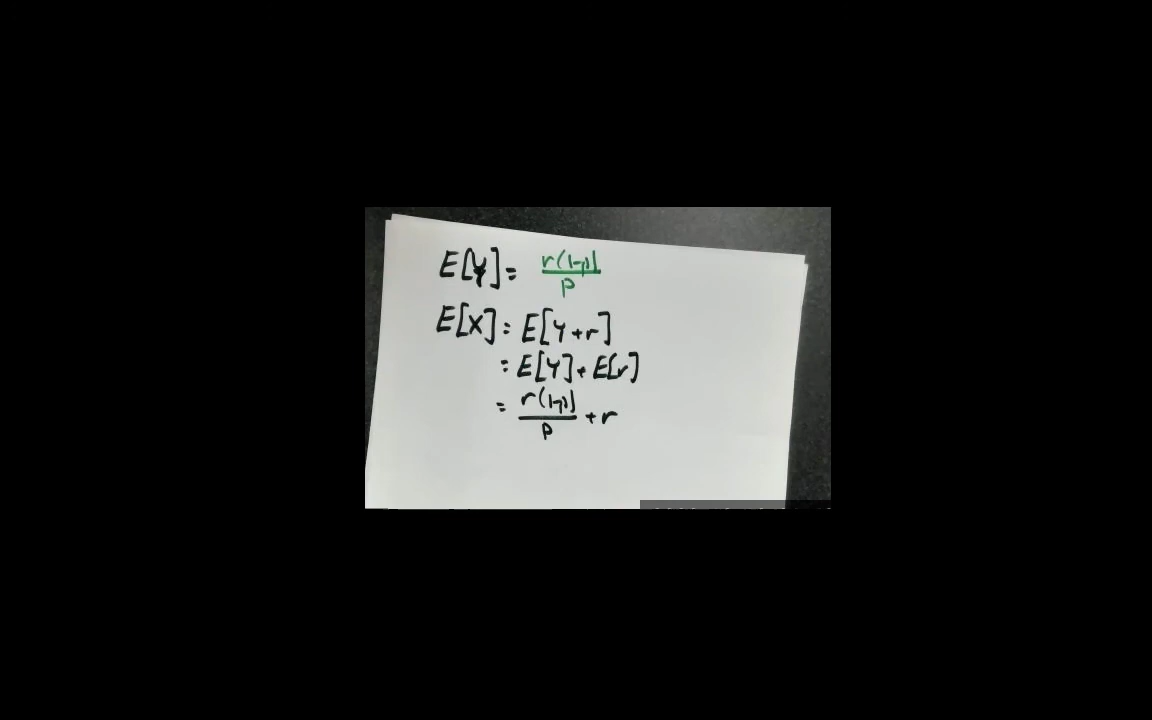 E[Y] = r(1-p)/p
E[X] = E[Y+r]
= E[Y] + E[r]
= r(1-p)/p + r